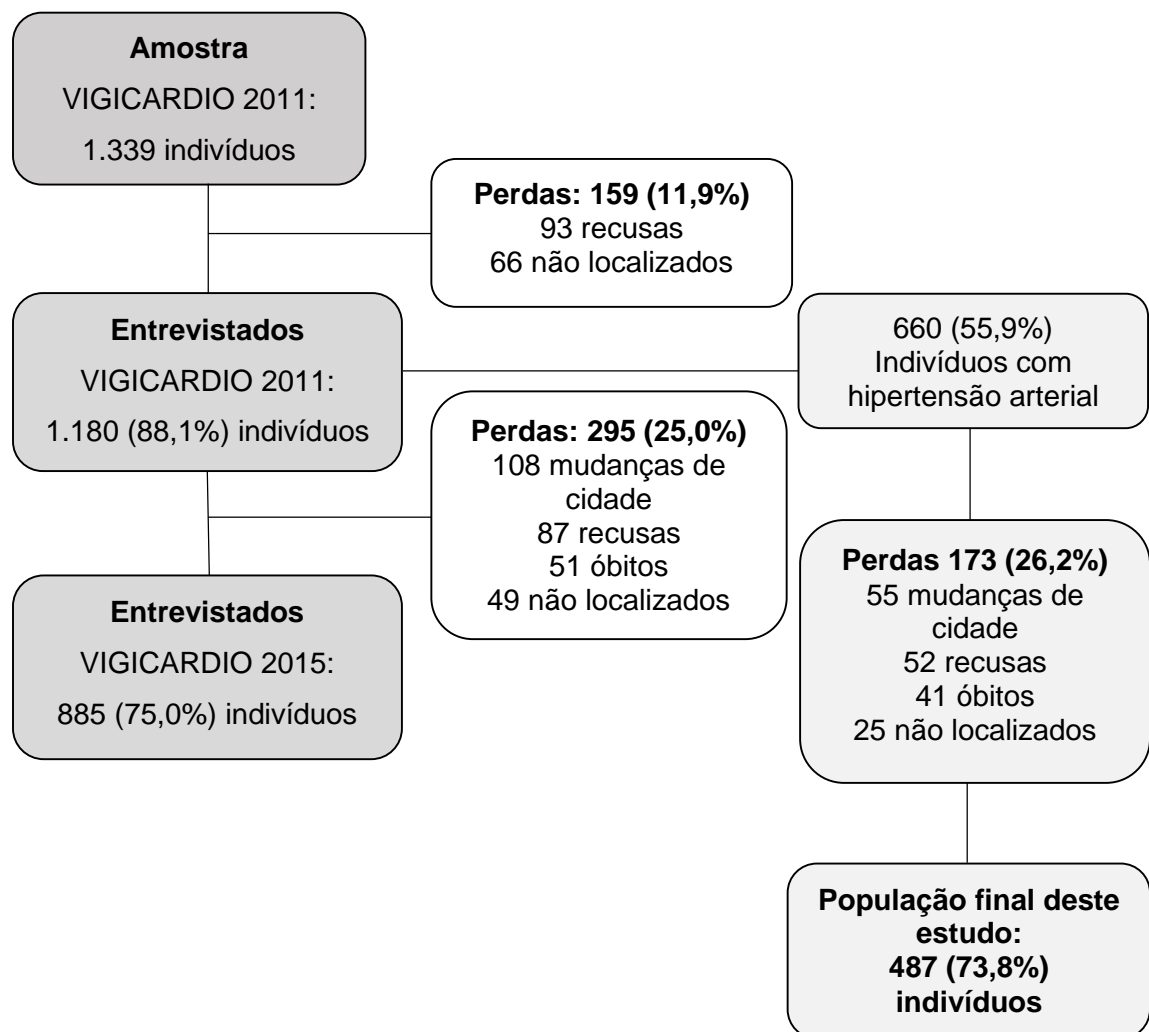 Amostra
VIGICARDIO 2011:
1.339 indivíduos
Perdas: 159 (11,9%)
93 recusas
66 não localizados
Entrevistados
VIGICARDIO 2011:
1.180 (88,1%) indivíduos
660 (55,9%)
Indivíduos com
hipertensão arterial
Perdas: 295 (25,0%)
108 mudanças de
cidade
87 recusas
51 óbitos
49 não localizados
Entrevistados
VIGICARDIO 2015:
885 (75,0%) indivíduos
Perdas 173 (26,2%)
55 mudanças de
cidade
52 recusas
41 óbitos
25 não localizados
População final deste
estudo:
487 (73,8%)
indivíduos